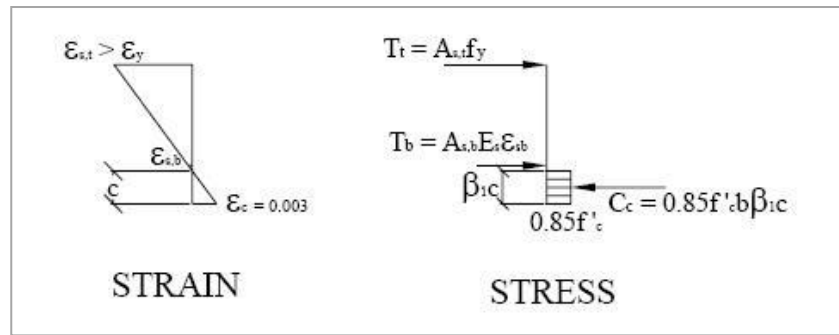 εs,t > εy
Tt = As,tfy
εs,b
Tb = As,bEsεsb
c
β1c
εc = 0.003
Cc = 0.85f'cbβ1c
0.85f'c
STRAIN
STRESS